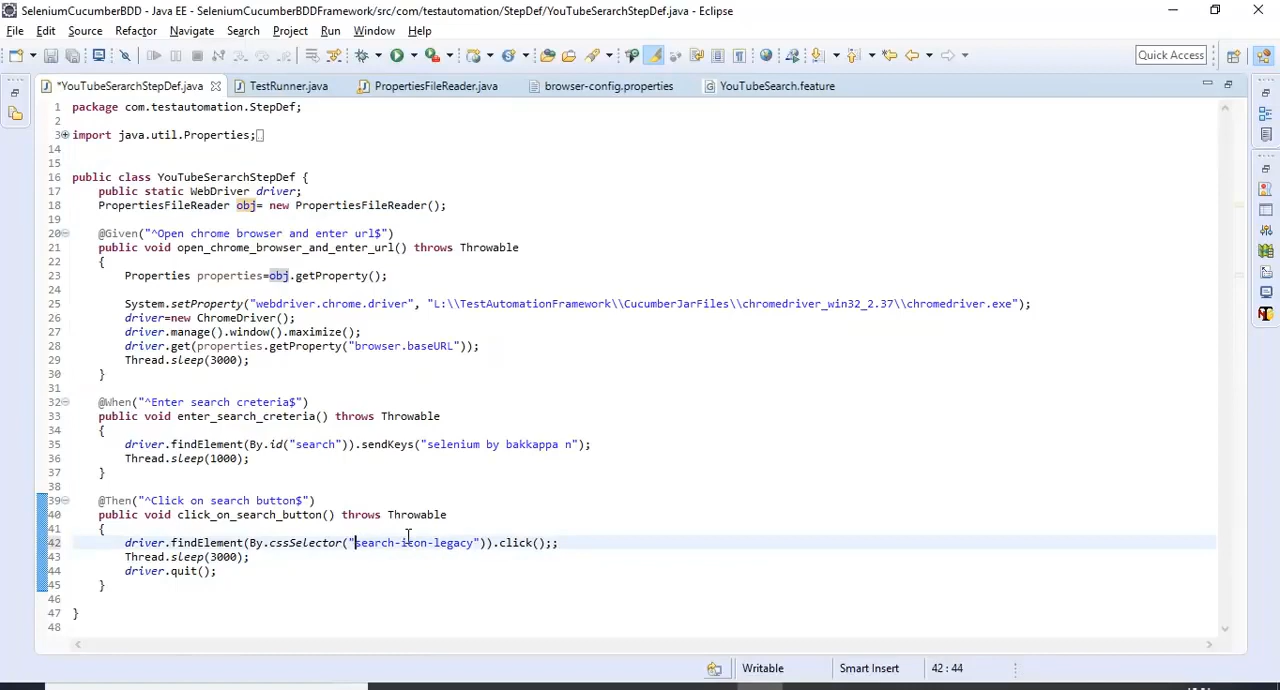 SeleniumCucumberBDD - Java EE - SeleniumCucumberBDDFramework/src/com/testautomation/StepDef/YouTubeSerarchStepDef.java - Eclipse
File Edit Source Refactor Navigate Search Project Run Window Help
Quick Access
*YouTubeSerarchStepDef.java TestRunner.java PropertiesFileReader.java browser-config.properties YouTubeSearch.feature
1 package com.testautomation.StepDef;
2
3 import java.util.Properties;
14
15
16 public class YouTubeSerarchStepDef {
17 public static WebDriver driver;
18 PropertiesFileReader obj= new PropertiesFileReader();
19
20 @Given("^Open chrome browser and enter url$")
21 public void open_chrome_browser_and_enter_url() throws Throwable
22 {
23 Properties properties=obj.getProperty();
24
25 System.setProperty("webdriver.chrome.driver", "L:\\TestAutomationFramework\\CucumberJarFiles\\chromedriver_win32_2.37\\chromedriver.exe");
26 driver=new ChromeDriver();
27 driver.manage().window().maximize();
28 driver.get(properties.getProperty("browser.baseURL"));
29 Thread.sleep(3000);
30 }
31
32 @When("^Enter search creteria$")
33 public void enter_search_creteria() throws Throwable
34 {
35 driver.findElement(By.id("search")).sendKeys("selenium by bakkappa n");
36 Thread.sleep(1000);
37 }
38
39 @Then("^Click on search button$")
40 public void click_on_search_button() throws Throwable
41 {
42 driver.findElement(By.cssSelector("search-icon-legacy")).click();;
43 Thread.sleep(3000);
44 driver.quit();
45 }
46
47 }
48
Writable Smart Insert 42 : 44